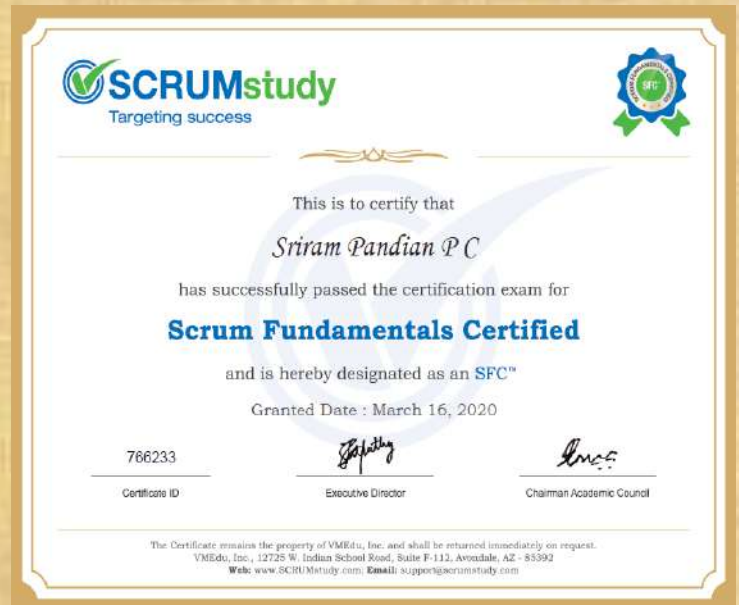 SCRUMstudy
Targeting success
SFC
This is to certify that
Sriram Pandian P C
has successfully passed the certification exam for
Scrum Fundamentals Certified
and is hereby designated as an SFC™
Granted Date : March 16, 2020
766233
Certificate ID
Executive Director
Chairman Academic Council
The Certificate remains the property of VMEdu, Inc. and shall be returned immediately on request.
VMEdu, Inc., 12725 W. Indian School Road, Suite F-112, Avondale, AZ - 85392
Web: www.SCRUMstudy.com; Email: support@scrumstudy.com